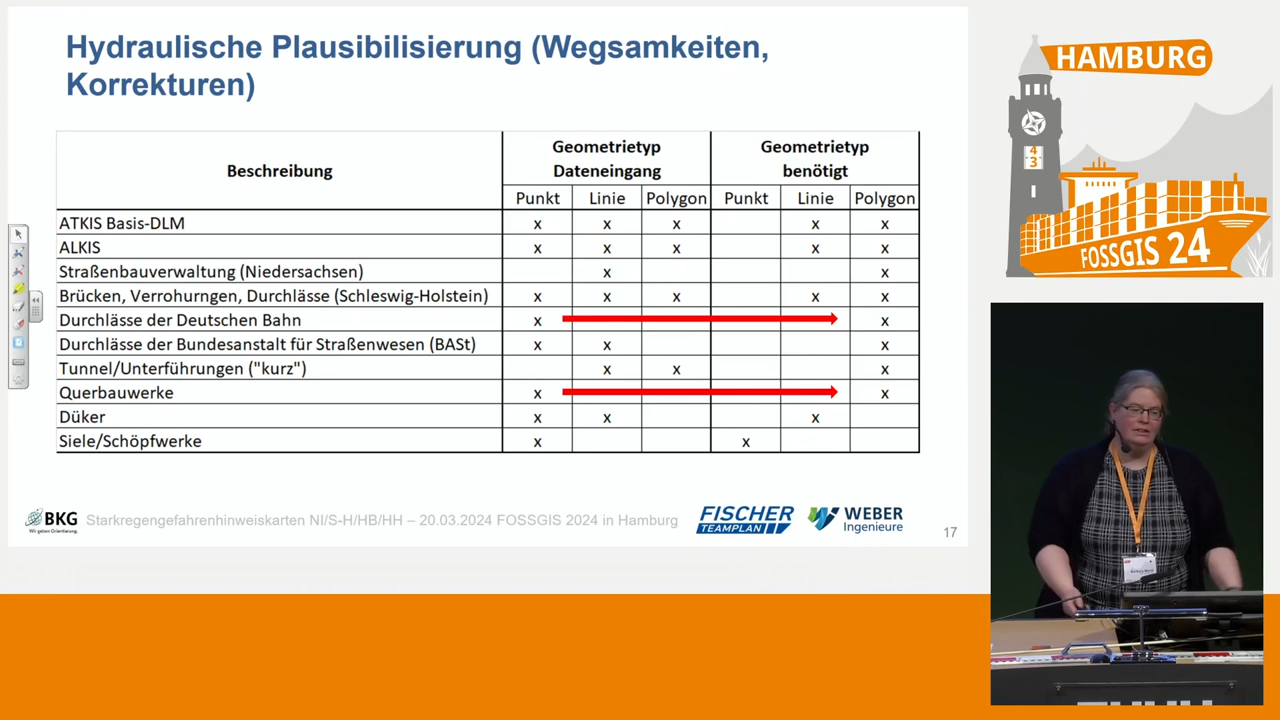 Hydraulische Plausibilisierung (Wegsamkeiten,
Korrekturen)
Beschreibung
Geometrietyp
Dateneingang
Geometrietyp
benötigt
Punkt Linie Polygon Punkt Linie Polygon
ATKIS Basis-DLM x x x x x
ALKIS x x x x x
Straßenbauverwaltung (Niedersachsen) x x
Brücken, Verrohurngen, Durchlässe (Schleswig-Holstein) x x x x x
Durchlässe der Deutschen Bahn x x
Durchlässe der Bundesanstalt für Straßenwesen (BASt) x x x
Tunnel/Unterführungen ("kurz") x x x
Querbauwerke x x
Düker x x x
Siele/Schöpfwerke x x
BKG
Wir geben Orientierung.
Starkregengefahrenhinweiskarten NI/S-H/HB/HH – 20.03.2024 FOSSGIS 2024 in Hamburg
FISCHER
TEAMPLAN
WEBER
Ingenieure
17
HAMBURG
4
3
FOSSGIS 24